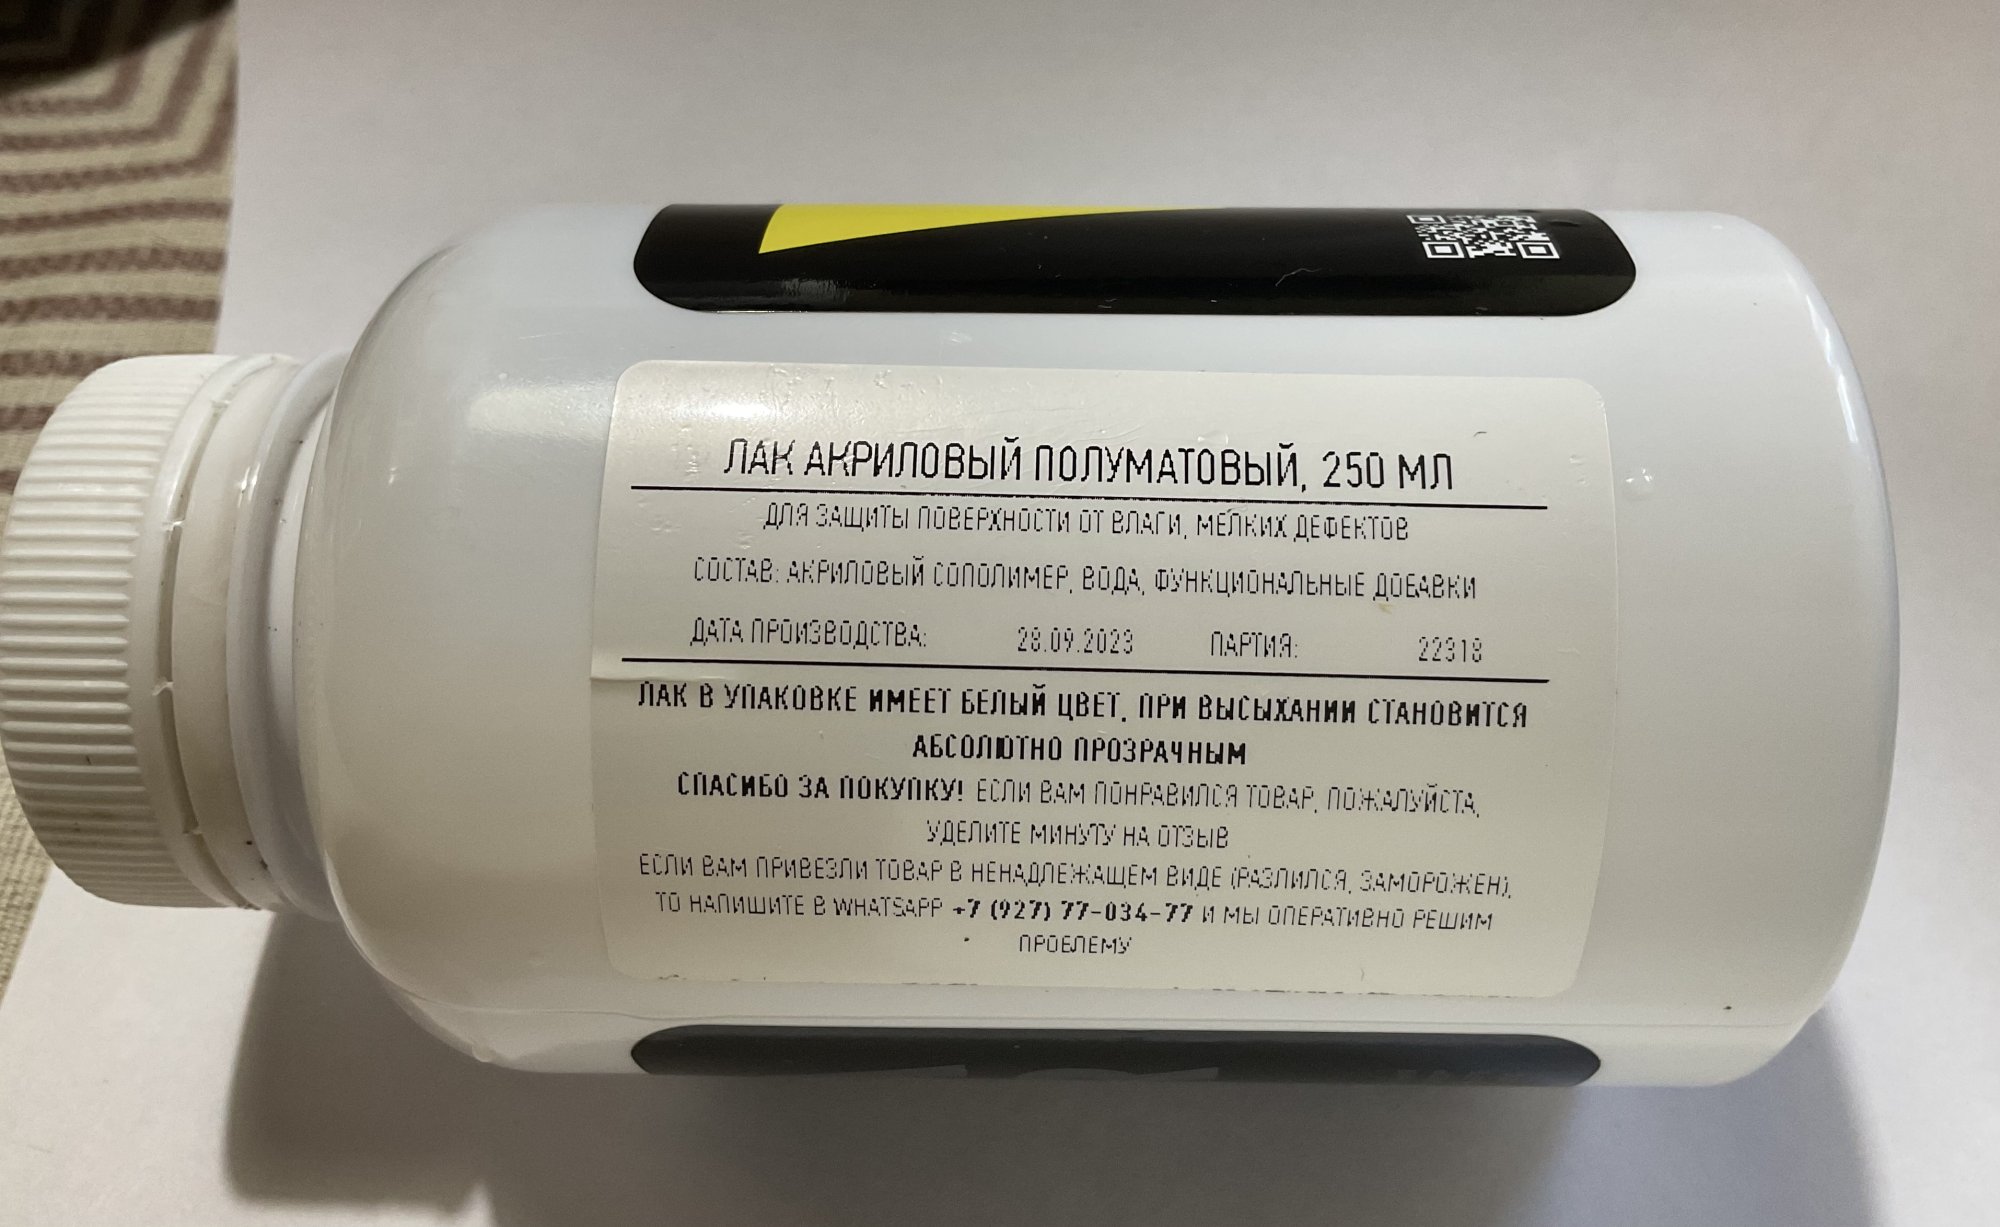 ЛАК АКРИЛОВЫЙ ПОЛУМАТОВЫЙ, 250 МЛ
ДЛЯ ЗАЩИТЫ ПОВЕРХНОСТИ ОТ ВЛАГИ, МЕЛКИХ ДЕФЕКТОВ
СОСТАВ: АКРИЛОВЫЙ СОПОЛИМЕР, ВОДА, ФУНКЦИОНАЛЬНЫЕ ДОБАВКИ
ДАТА ПРОИЗВОДСТВА: 28.09.2023 ПАРТИЯ: 22318
ЛАК В УПАКОВКЕ ИМЕЕТ БЕЛЫЙ ЦВЕТ, ПРИ ВЫСЫХАНИИ СТАНОВИТСЯ
АБСОЛЮТНО ПРОЗРАЧНЫМ
СПАСИБО ЗА ПОКУПКУ! ЕСЛИ ВАМ ПОНРАВИЛСЯ ТОВАР, ПОЖАЛУЙСТА,
УДЕЛИТЕ МИНУТУ НА ОТЗЫВ
ЕСЛИ ВАМ ПРИВЕЗЛИ ТОВАР В НЕНАДЛЕЖАЩЕМ ВИДЕ (РАЗЛИЛСЯ, ЗАМОРОЖЕН),
ТО НАПИШИТЕ В WHATSAPP +7 (927) 77-034-77 И МЫ ОПЕРАТИВНО РЕШИМ
ПРОБЛЕМУ